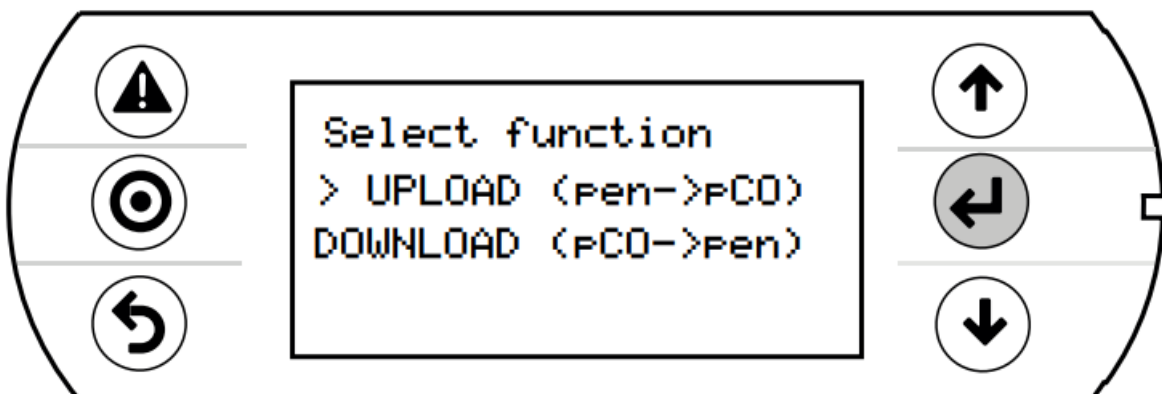 Select function
> UPLOAD (pen->pCO)
DOWNLOAD (pCO->pen)